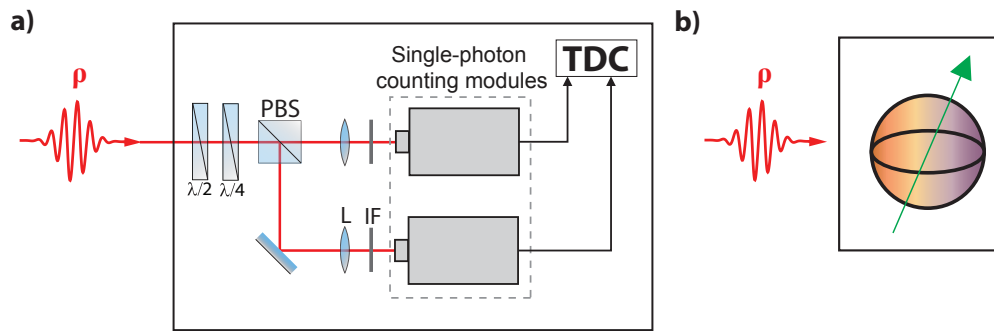 a)
ρ
λ/2
λ/4
PBS
L
IF
Single-photon
counting modules
TDC
b)
ρ